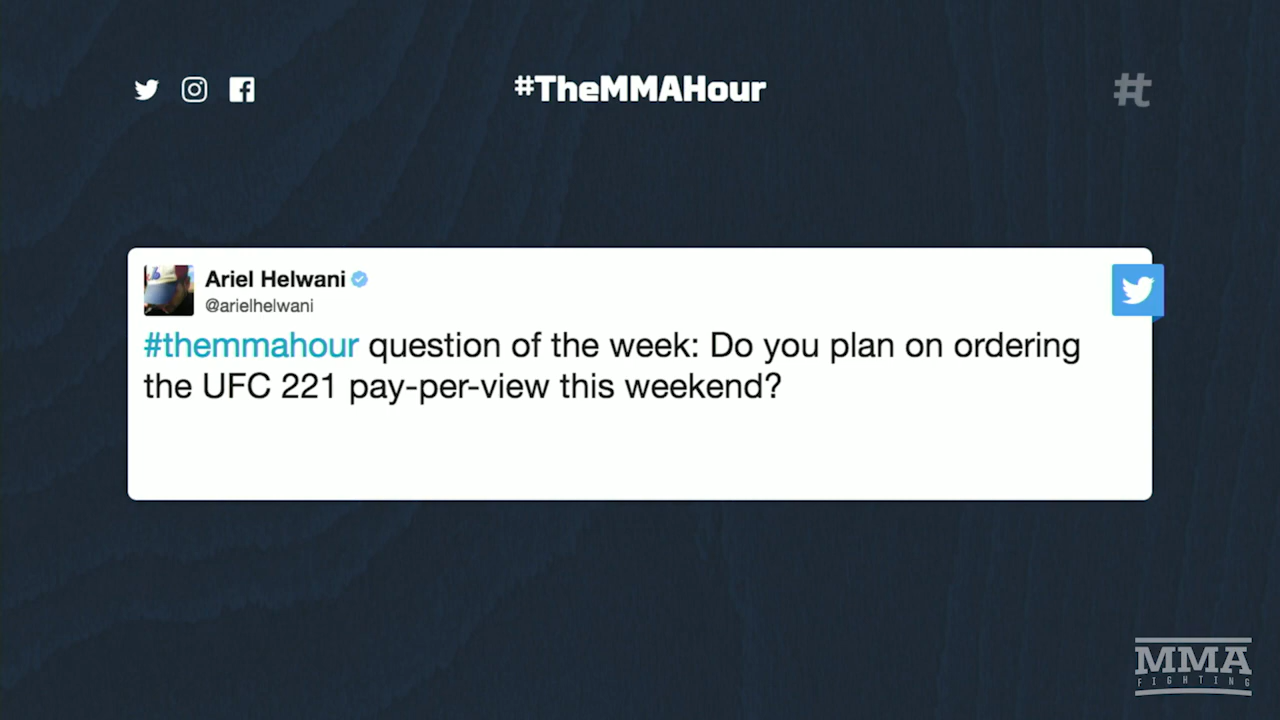 #TheMMAHour
Ariel Helwani
@arielhelwani
#themmahour question of the week: Do you plan on ordering
the UFC 221 pay-per-view this weekend?
MMA
FIGHTING